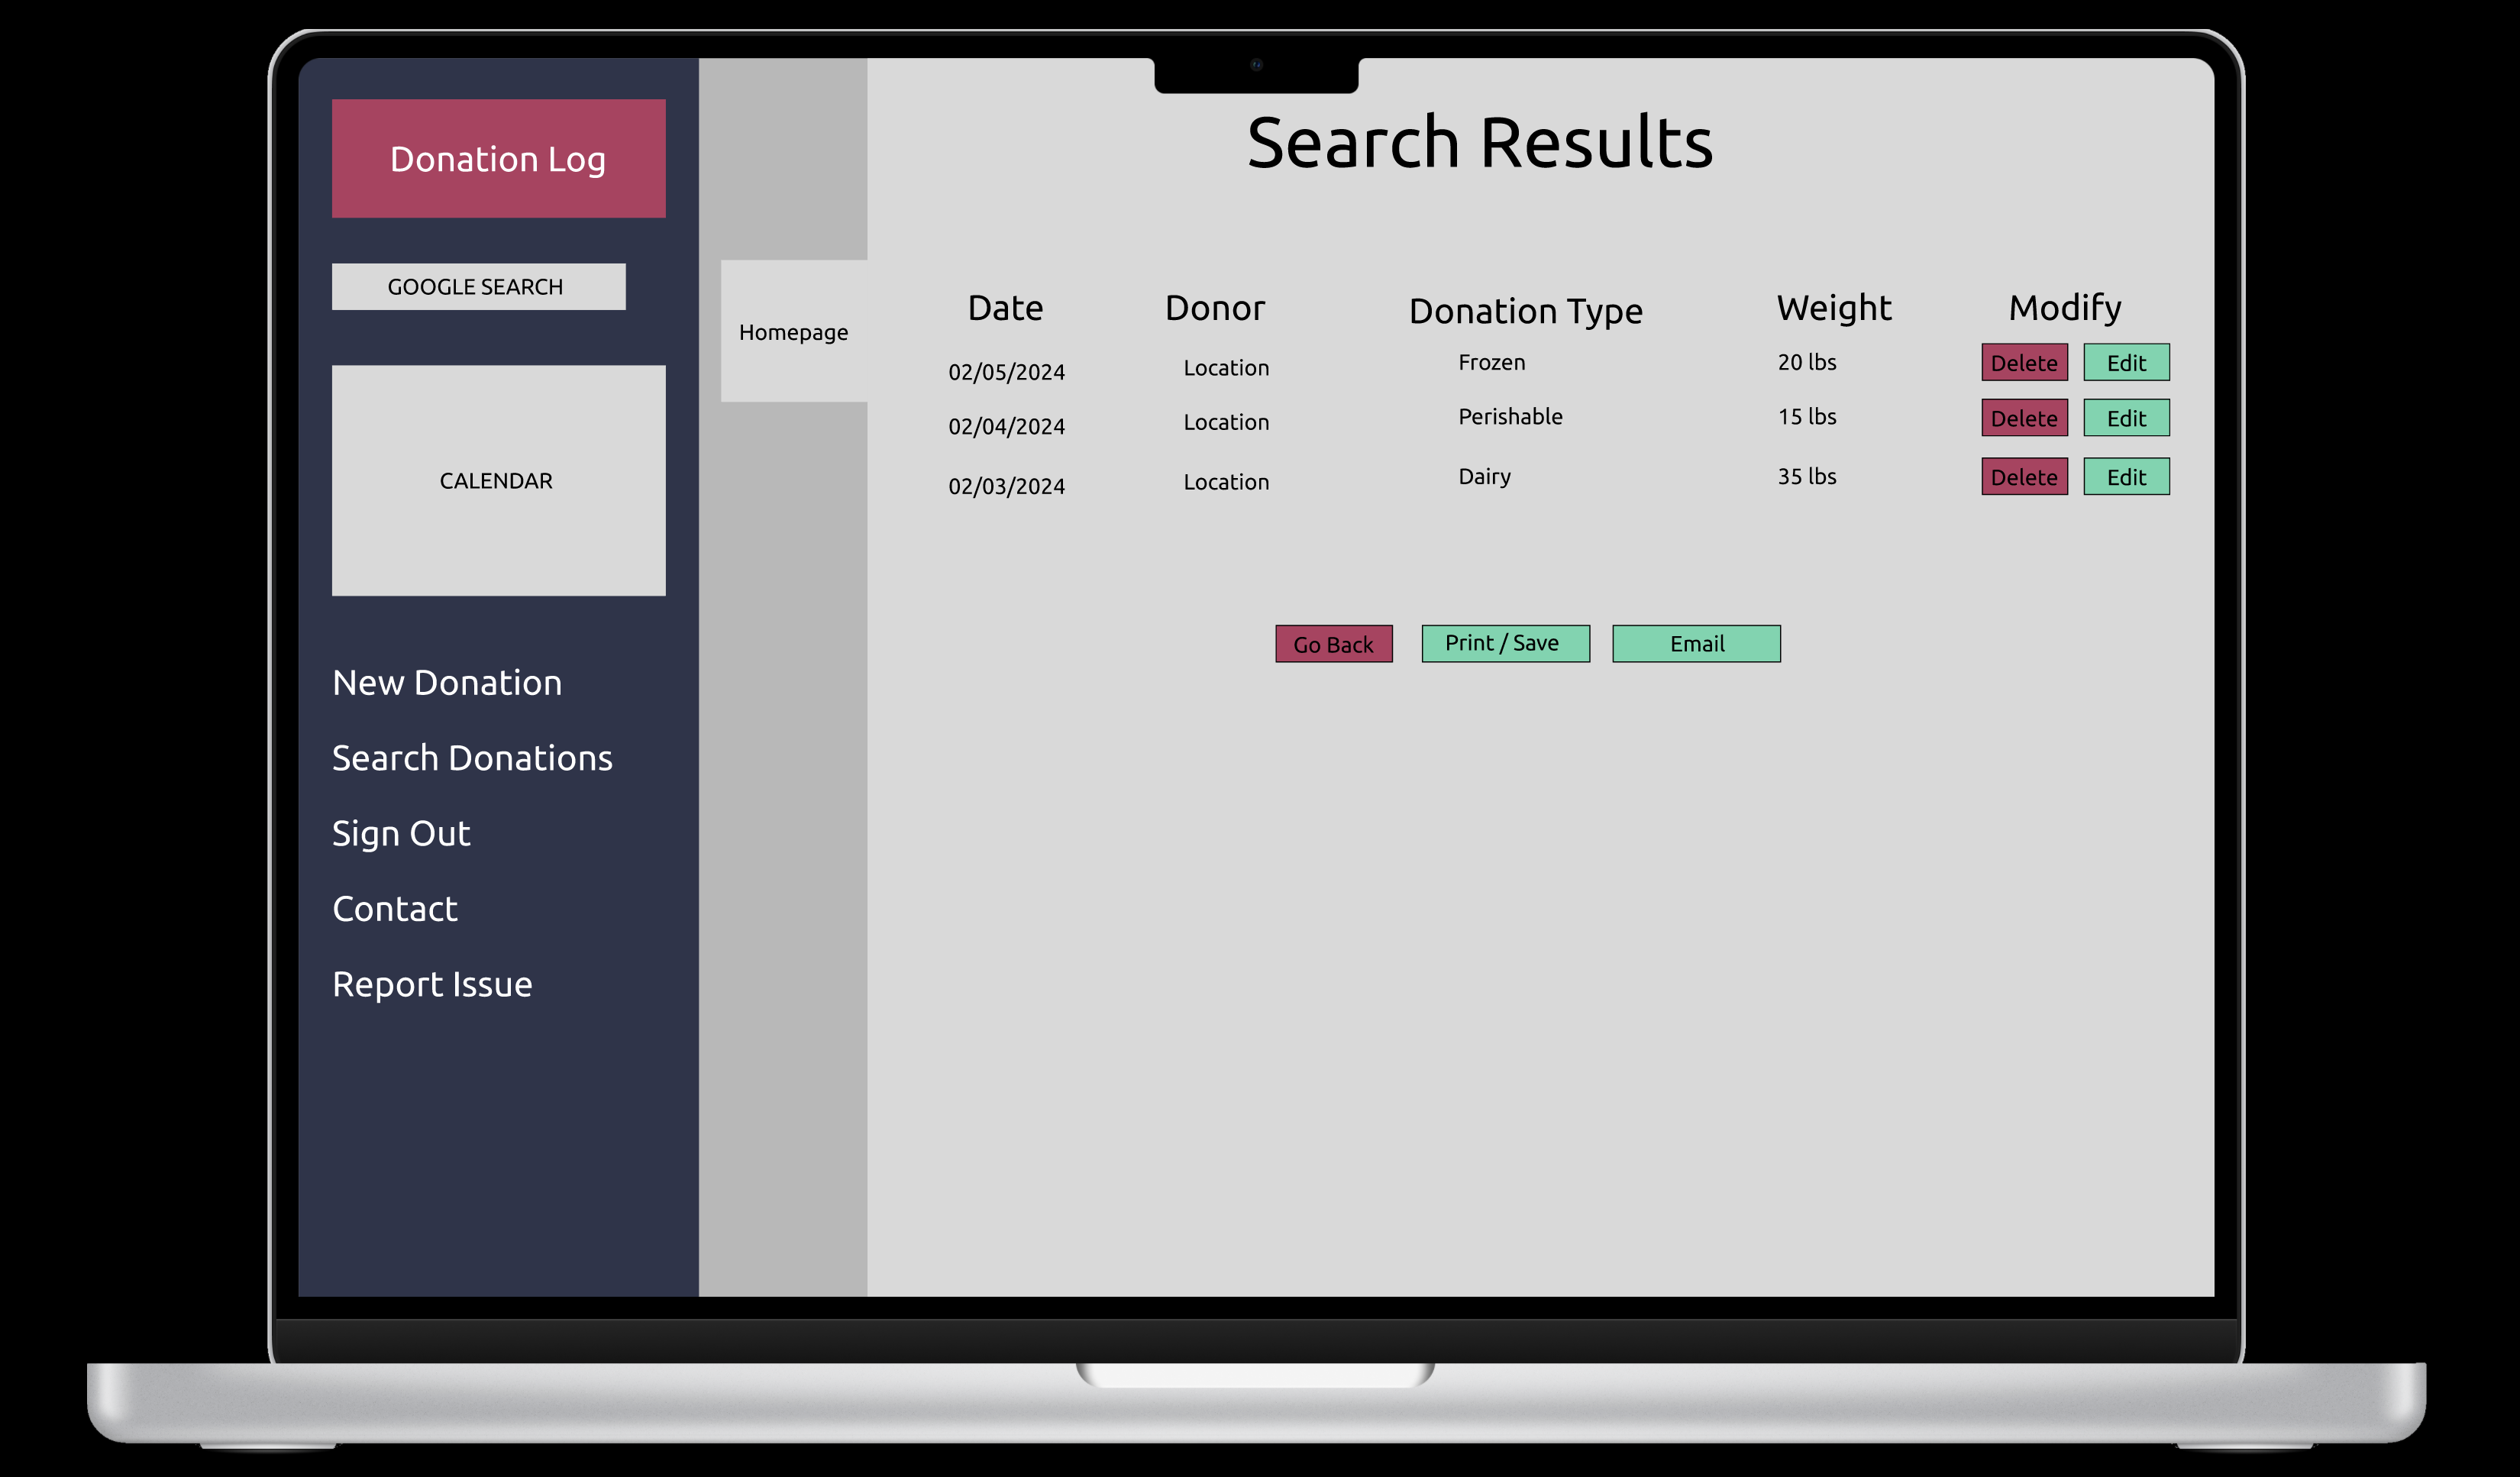 Donation Log
GOOGLE SEARCH
CALENDAR
New Donation
Search Donations
Sign Out
Contact
Report Issue
Homepage
Search Results
Date Donor Donation Type Weight Modify
02/05/2024 Location Frozen 20 lbs Delete Edit
02/04/2024 Location Perishable 15 lbs Delete Edit
02/03/2024 Location Dairy 35 lbs Delete Edit
Go Back Print / Save Email